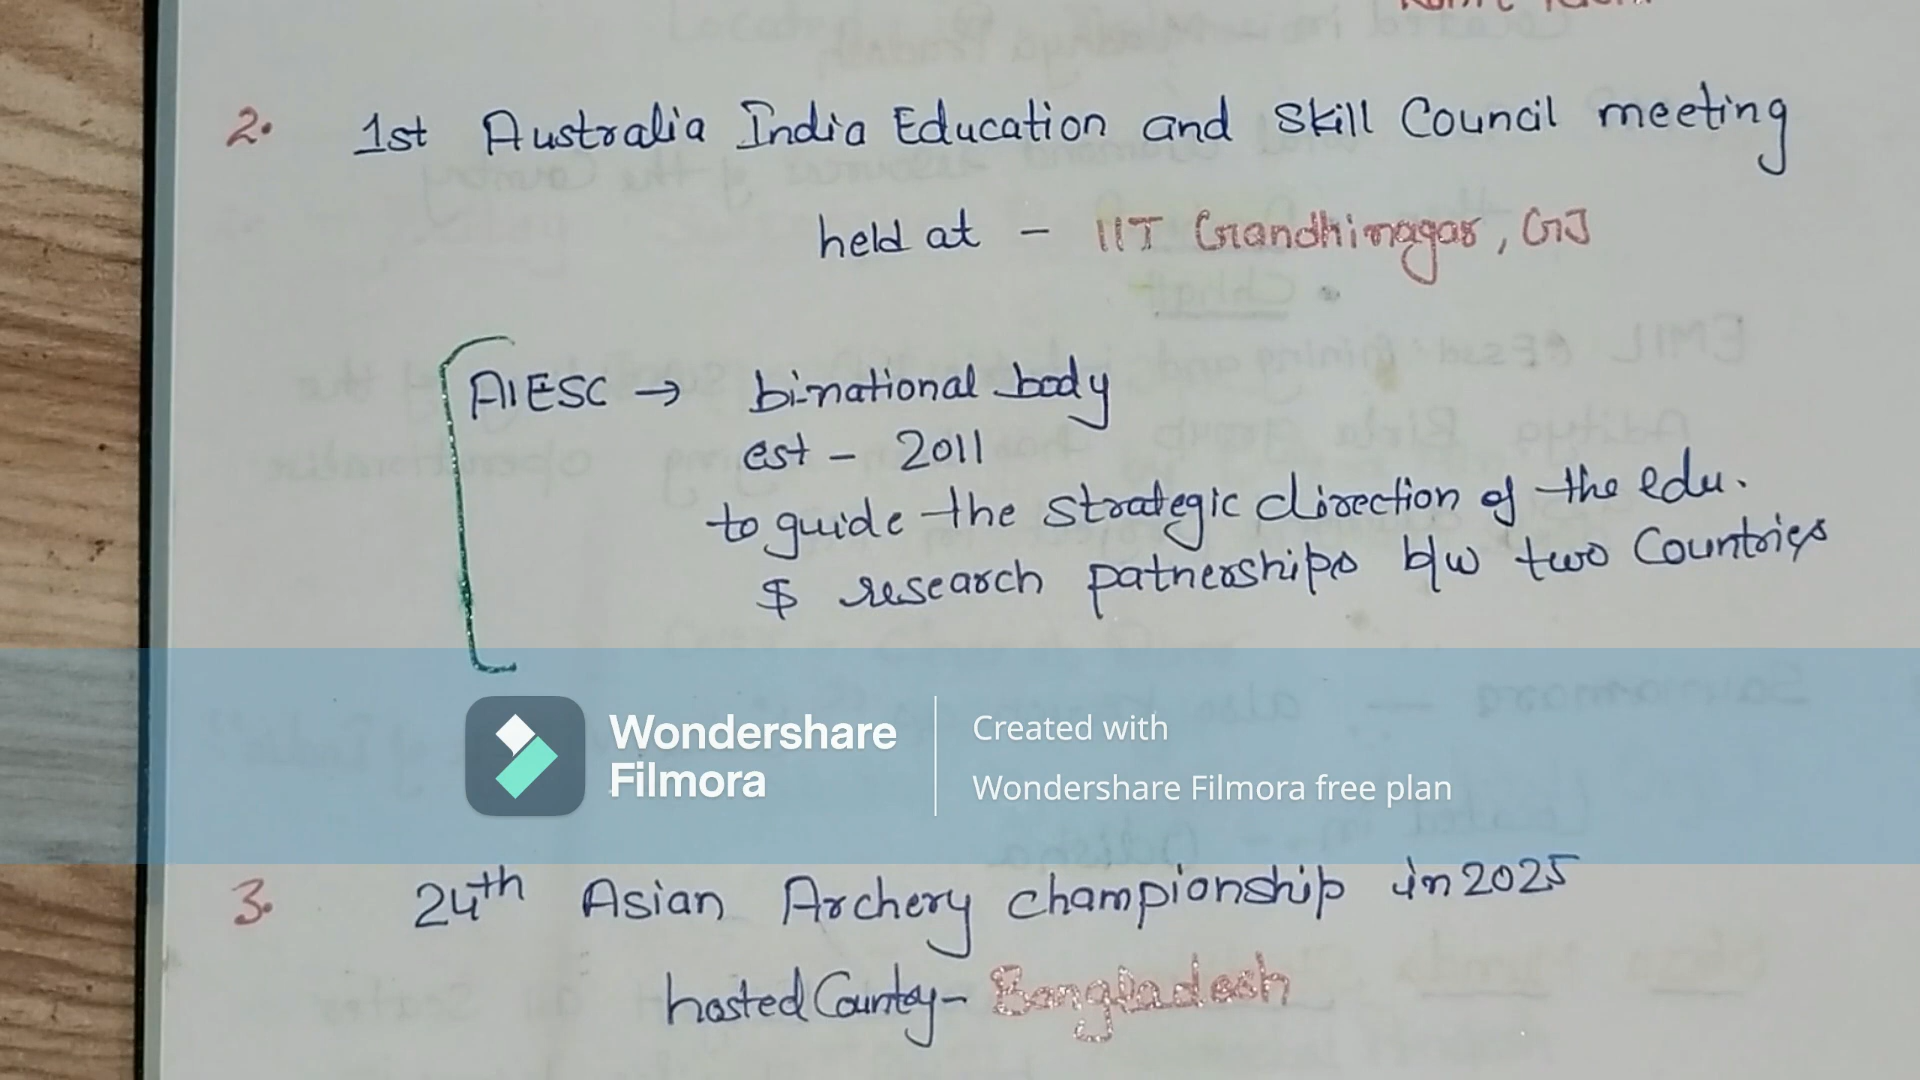 2. 1st Australia India Education and Skill Council meeting
held at - IIT Gandhinagar, GJ
AIESC → bi-national body
est - 2011
to guide the strategic direction of the edu.
$ research patnerships b/w two Countries
Wondershare
Filmora
Created with
Wondershare Filmora free plan
3. 24th Asian Archery championship in 2025
hosted Country - Bangladesh